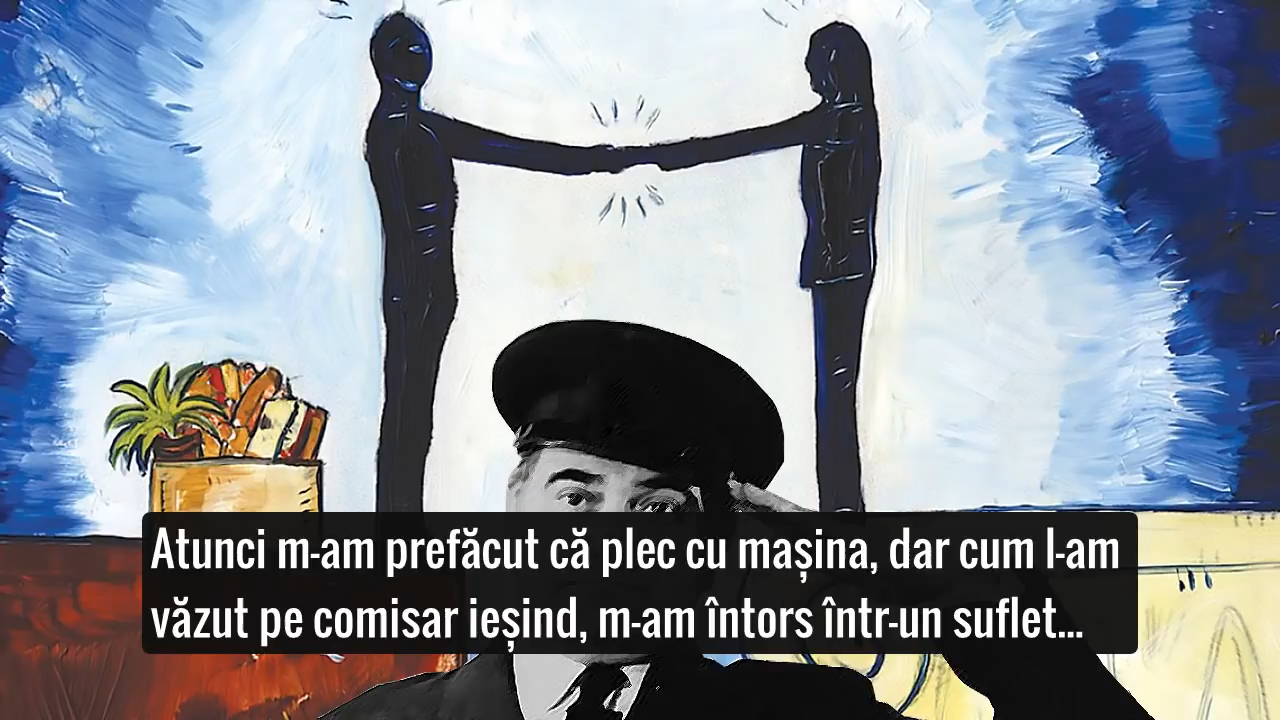 Atunci m-am prefăcut că plec cu mașina, dar cum l-am
văzut pe comisar ieșind, m-am întors într-un suflet...